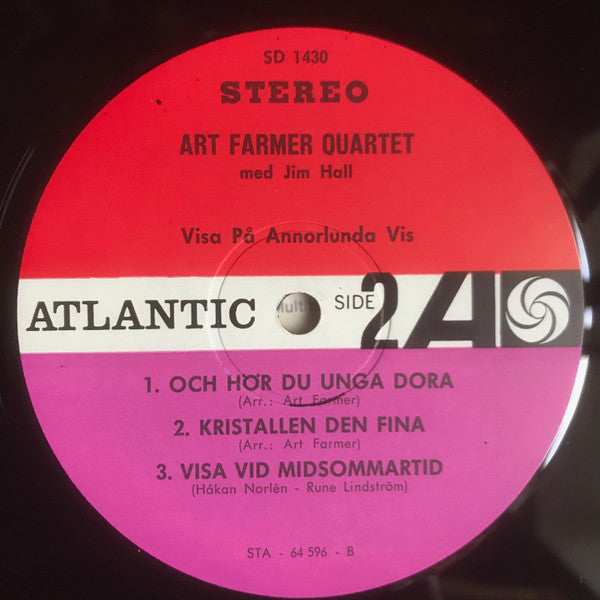 SD 1430
STEREO
ART FARMER QUARTET
med Jim Hall
Visa På Annorlunda Vis
ATLANTIC SIDE 2 A
1. OCH HÖR DU UNGA DORA
(Arr.: Art Farmer)
2. KRISTALLEN DEN FINA
(Arr.: Art Farmer)
3. VISA VID MIDSOMMARTID
(Håkan Norlén - Rune Lindström)
STA - 64 596 - B